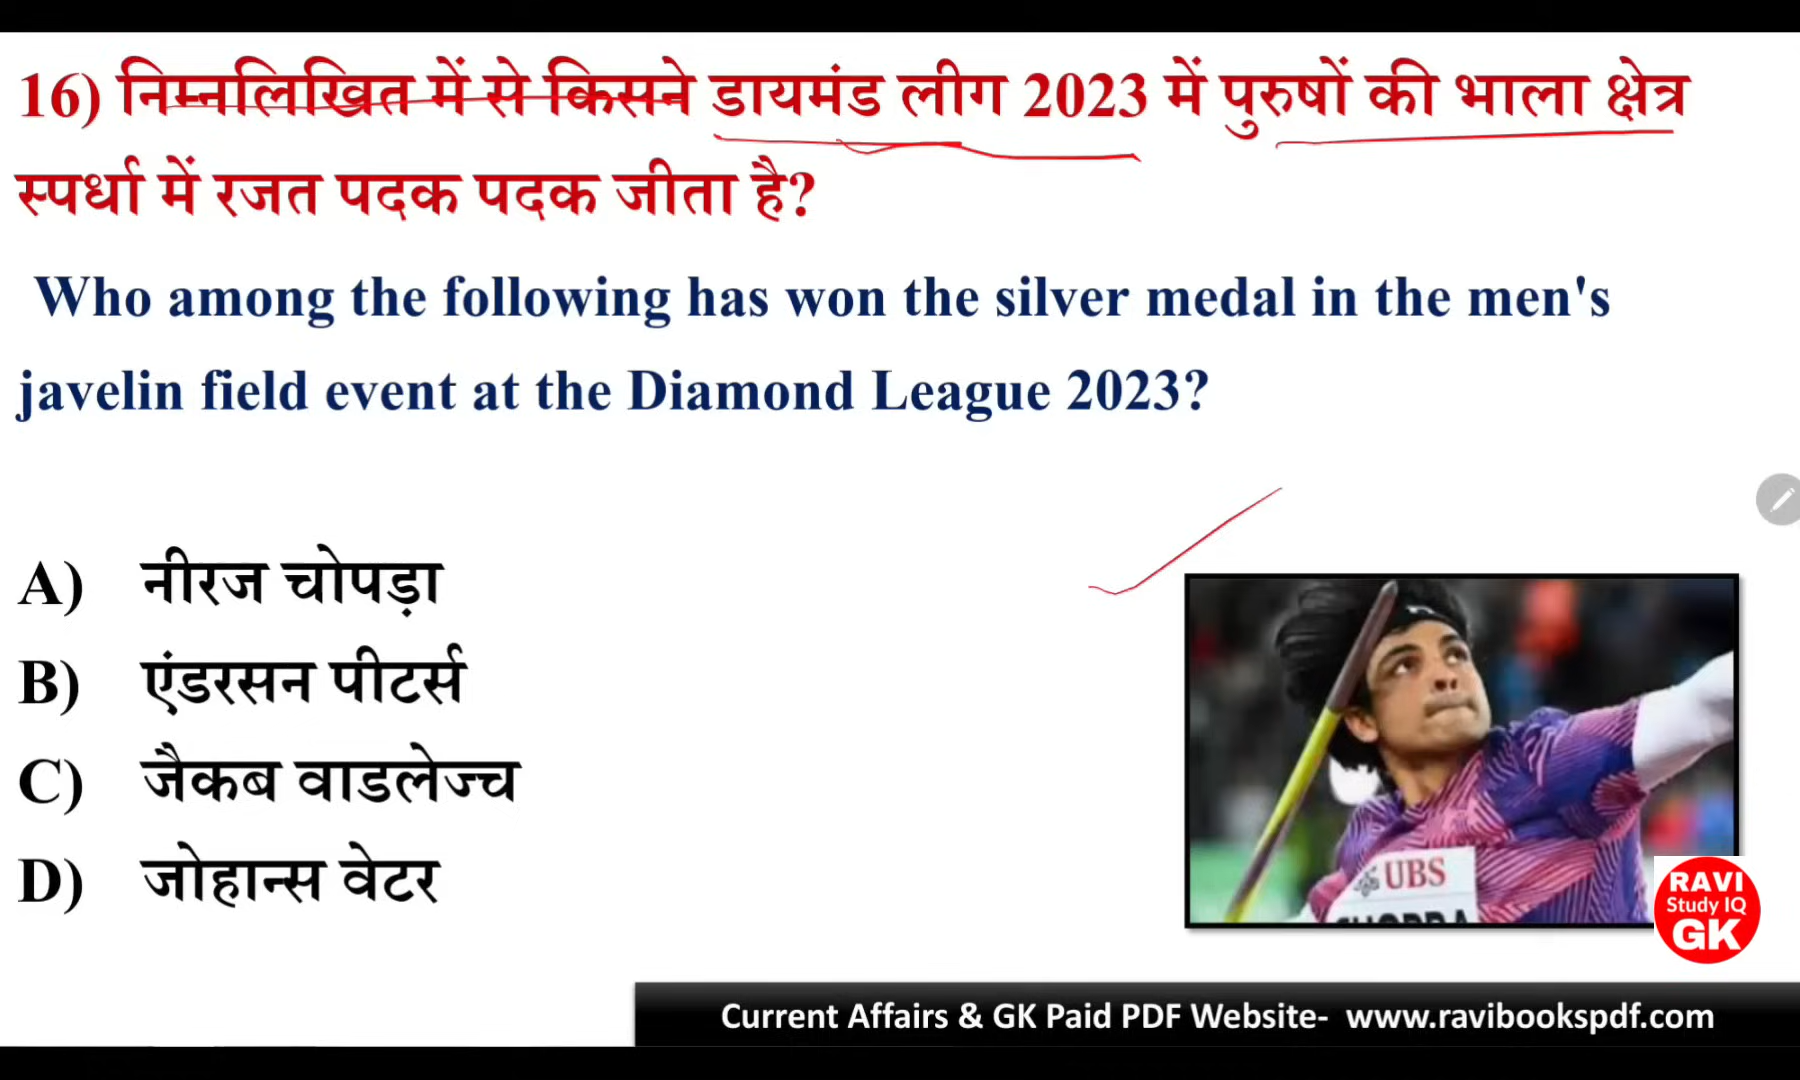 16) निम्नलिखित में से किसने डायमंड लीग 2023 में पुरुषों की भाला क्षेत्र
स्पर्धा में रजत पदक पदक जीता है?
Who among the following has won the silver medal in the men's
javelin field event at the Diamond League 2023?
A) नीरज चोपड़ा
B) एंडरसन पीटर्स
C) जैकब वाडलेज्च
D) जोहान्स वेटर
UBS
CHOPRA
RAVI
Study IQ
GK
Current Affairs & GK Paid PDF Website- www.ravibookspdf.com